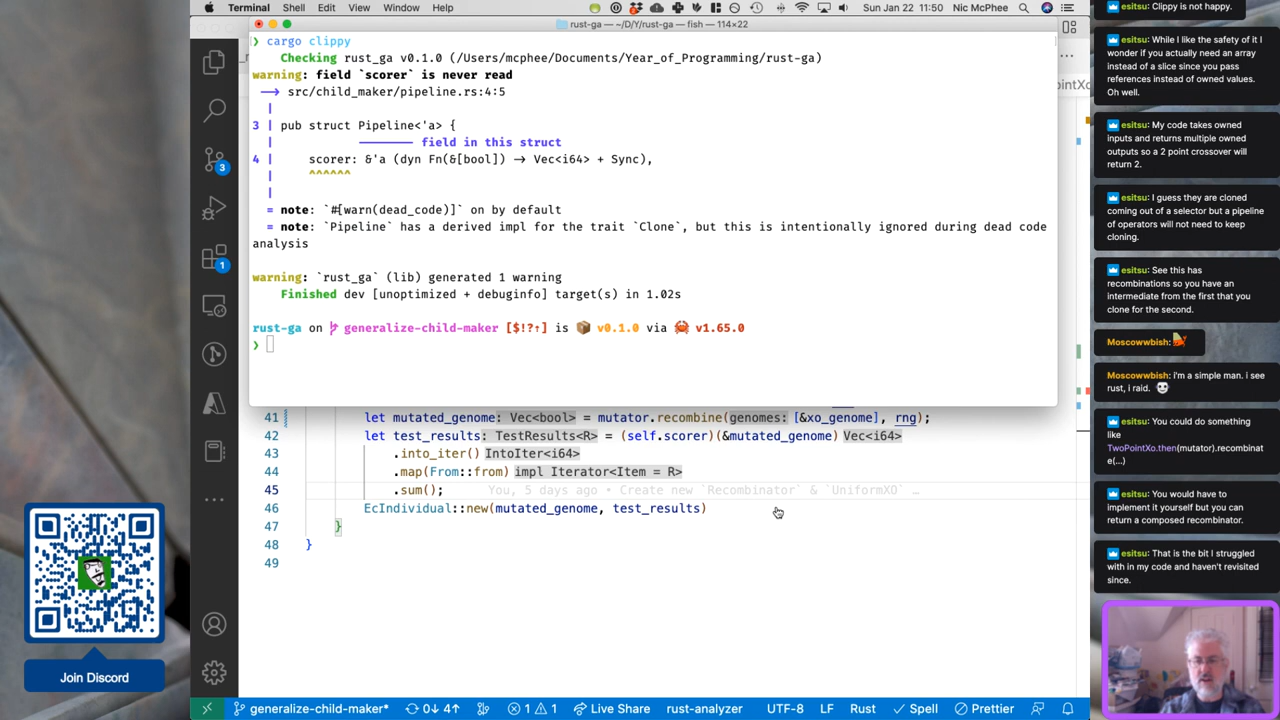 Terminal Shell Edit View Window Help
Sun Jan 22 11:50 Nic McPhee
rust-ga — ~/D/Y/rust-ga — fish — 114×22
❯ cargo clippy
Checking rust_ga v0.1.0 (/Users/mcphee/Documents/Year_of_Programming/rust-ga)
warning: field `scorer` is never read
--> src/child_maker/pipeline.rs:4:5
|
3 | pub struct Pipeline<'a> {
| -------- field in this struct
4 | scorer: &'a (dyn Fn(&[bool]) -> Vec<i64> + Sync),
| ^^^^^^
|
= note: `#[warn(dead_code)]` on by default
= note: `Pipeline` has a derived impl for the trait `Clone`, but this is intentionally ignored during dead code
analysis
warning: `rust_ga` (lib) generated 1 warning
Finished dev [unoptimized + debuginfo] target(s) in 1.02s
rust-ga on generalize-child-maker [$!?↑] is 📦 v0.1.0 via 🦀 v1.65.0
❯
3
1
41 let mutated_genome: Vec<bool> = mutator.recombine(genomes: [&xo_genome], rng);
42 let test_results: TestResults<R> = (self.scorer)(&mutated_genome) Vec<i64>
43 .into_iter() IntoIter<i64>
44 .map(From::from) impl Iterator<Item = R>
45 .sum(); You, 5 days ago • Create new `Recombinator` & `UniformXO` …
46 EcIndividual::new(mutated_genome, test_results)
47 }
48 }
49
generalize-child-maker* 0↓ 4↑ 1 1 Live Share rust-analyzer UTF-8 LF Rust Spell Prettier
Join Discord
esitsu: Clippy is not happy.
esitsu: While I like the safety of it I
wonder if you actually need an array
instead of a slice since you pass
references instead of owned values.
Oh well.
esitsu: My code takes owned
inputs and returns multiple owned
outputs so a 2 point crossover will
return 2.
esitsu: I guess they are cloned
coming out of a selector but a pipeline
of operators will not need to keep
cloning.
esitsu: See this has
recombinations so you have an
intermediate from the first that you
clone for the second.
Moscowwbish:
Moscowwbish: i'm a simple man. i see
rust, i raid.
esitsu: You could do something
like
TwoPointXo.then(mutator).recombinat
e(...)
esitsu: You would have to
implement it yourself but you can
return a composed recombinator.
esitsu: That is the bit I struggled
with in my code and haven't revisited
since.